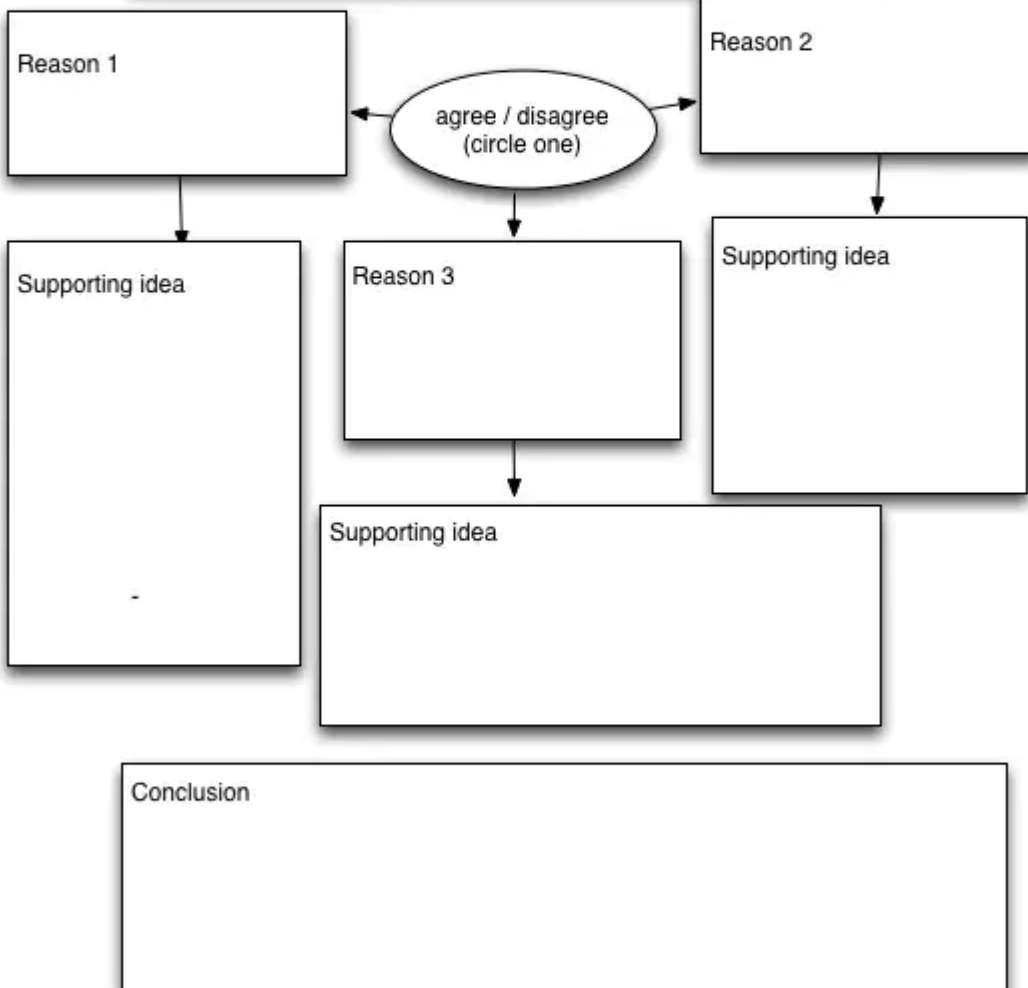 Reason 1
Reason 2
agree / disagree
(circle one)
Supporting idea
Reason 3
Supporting idea
Supporting idea
-
Conclusion